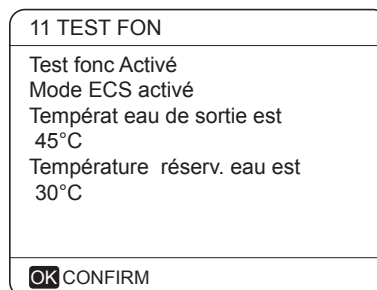 11 TEST FON
Test fonc Activé
Mode ECS activé
Températ eau de sortie est
45°C
Température réserv. eau est
30°C
OK CONFIRM